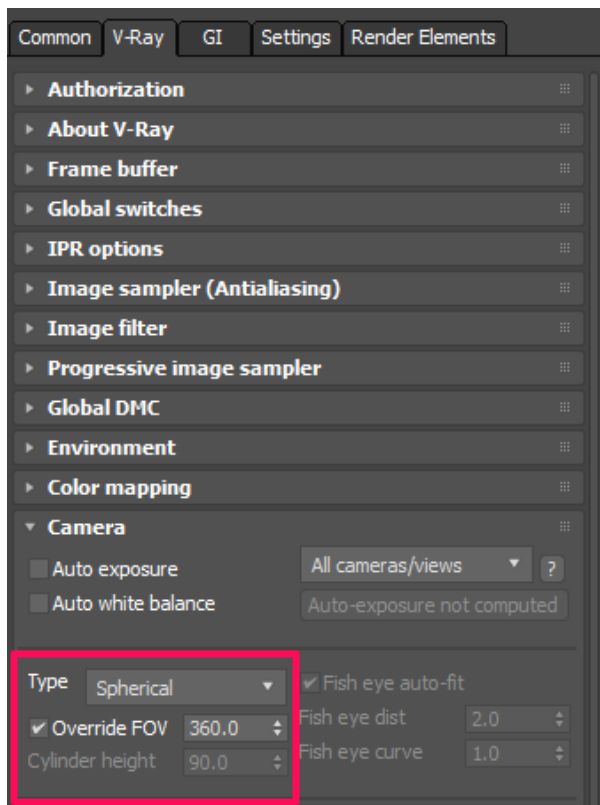 Common V-Ray GI Settings Render Elements
Authorization
About V-Ray
Frame buffer
Global switches
IPR options
Image sampler (Antialiasing)
Image filter
Progressive image sampler
Global DMC
Environment
Color mapping
Camera
Auto exposure All cameras/views ?
Auto white balance Auto-exposure not computed
Type Spherical Fish eye auto-fit
Override FOV 360.0 Fish eye dist 2.0
Cylinder height 90.0 Fish eye curve 1.0